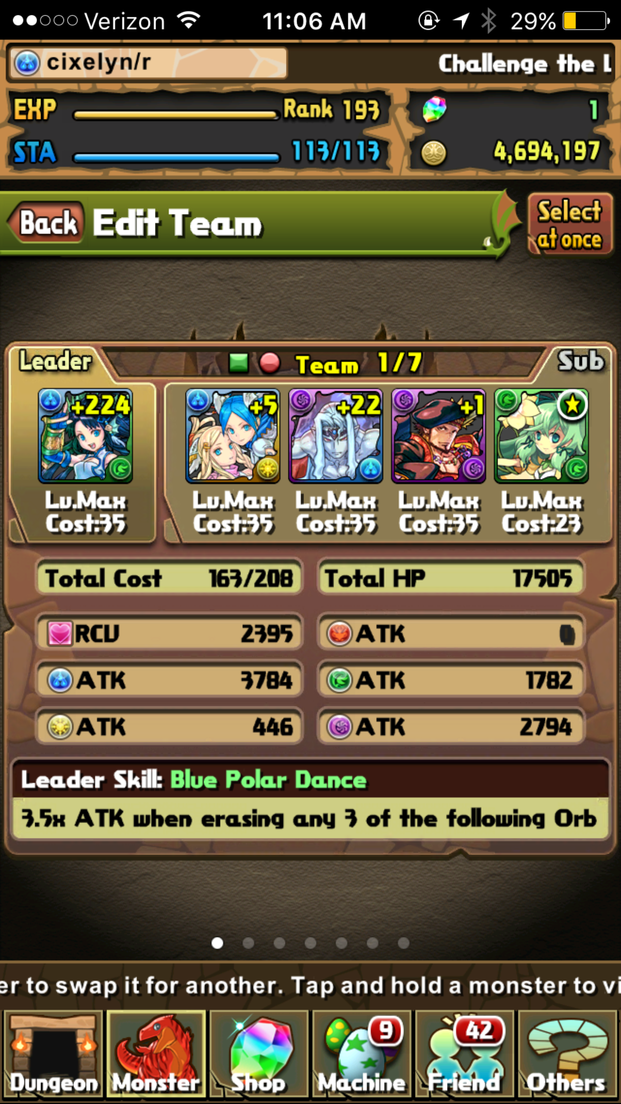 Verizon 11:06 AM 29%
cixelyn/r Challenge the L
EXP Rank 193 1
STA 113/113 4,694,197
Back Edit Team Select at once
Leader Team 1/7 Sub
+224 +5 +22 +1
Lv.Max Lv.Max Lv.Max Lv.Max Lv.Max
Cost:35 Cost:35 Cost:35 Cost:35 Cost:23
Total Cost 163/208 Total HP 17505
RCV 2395 ATK 0
ATK 3784 ATK 1782
ATK 446 ATK 2794
Leader Skill: Blue Polar Dance
3.5x ATK when erasing any 3 of the following Orb
er to swap it for another. Tap and hold a monster to vi
9 42
Dungeon Monster Shop Machine Friend Others